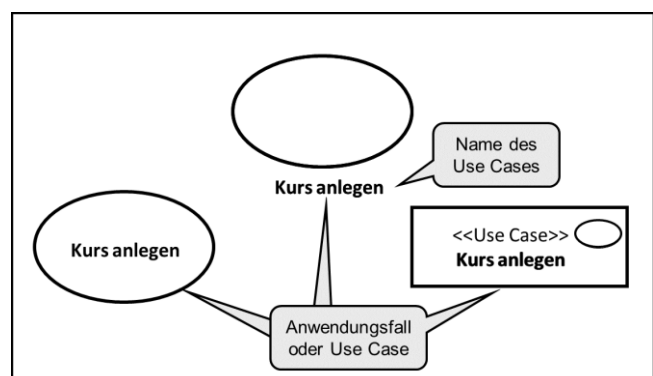 Name des
Use Cases
Kurs anlegen
Kurs anlegen
<<Use Case>>
Kurs anlegen
Anwendungsfall
oder Use Case